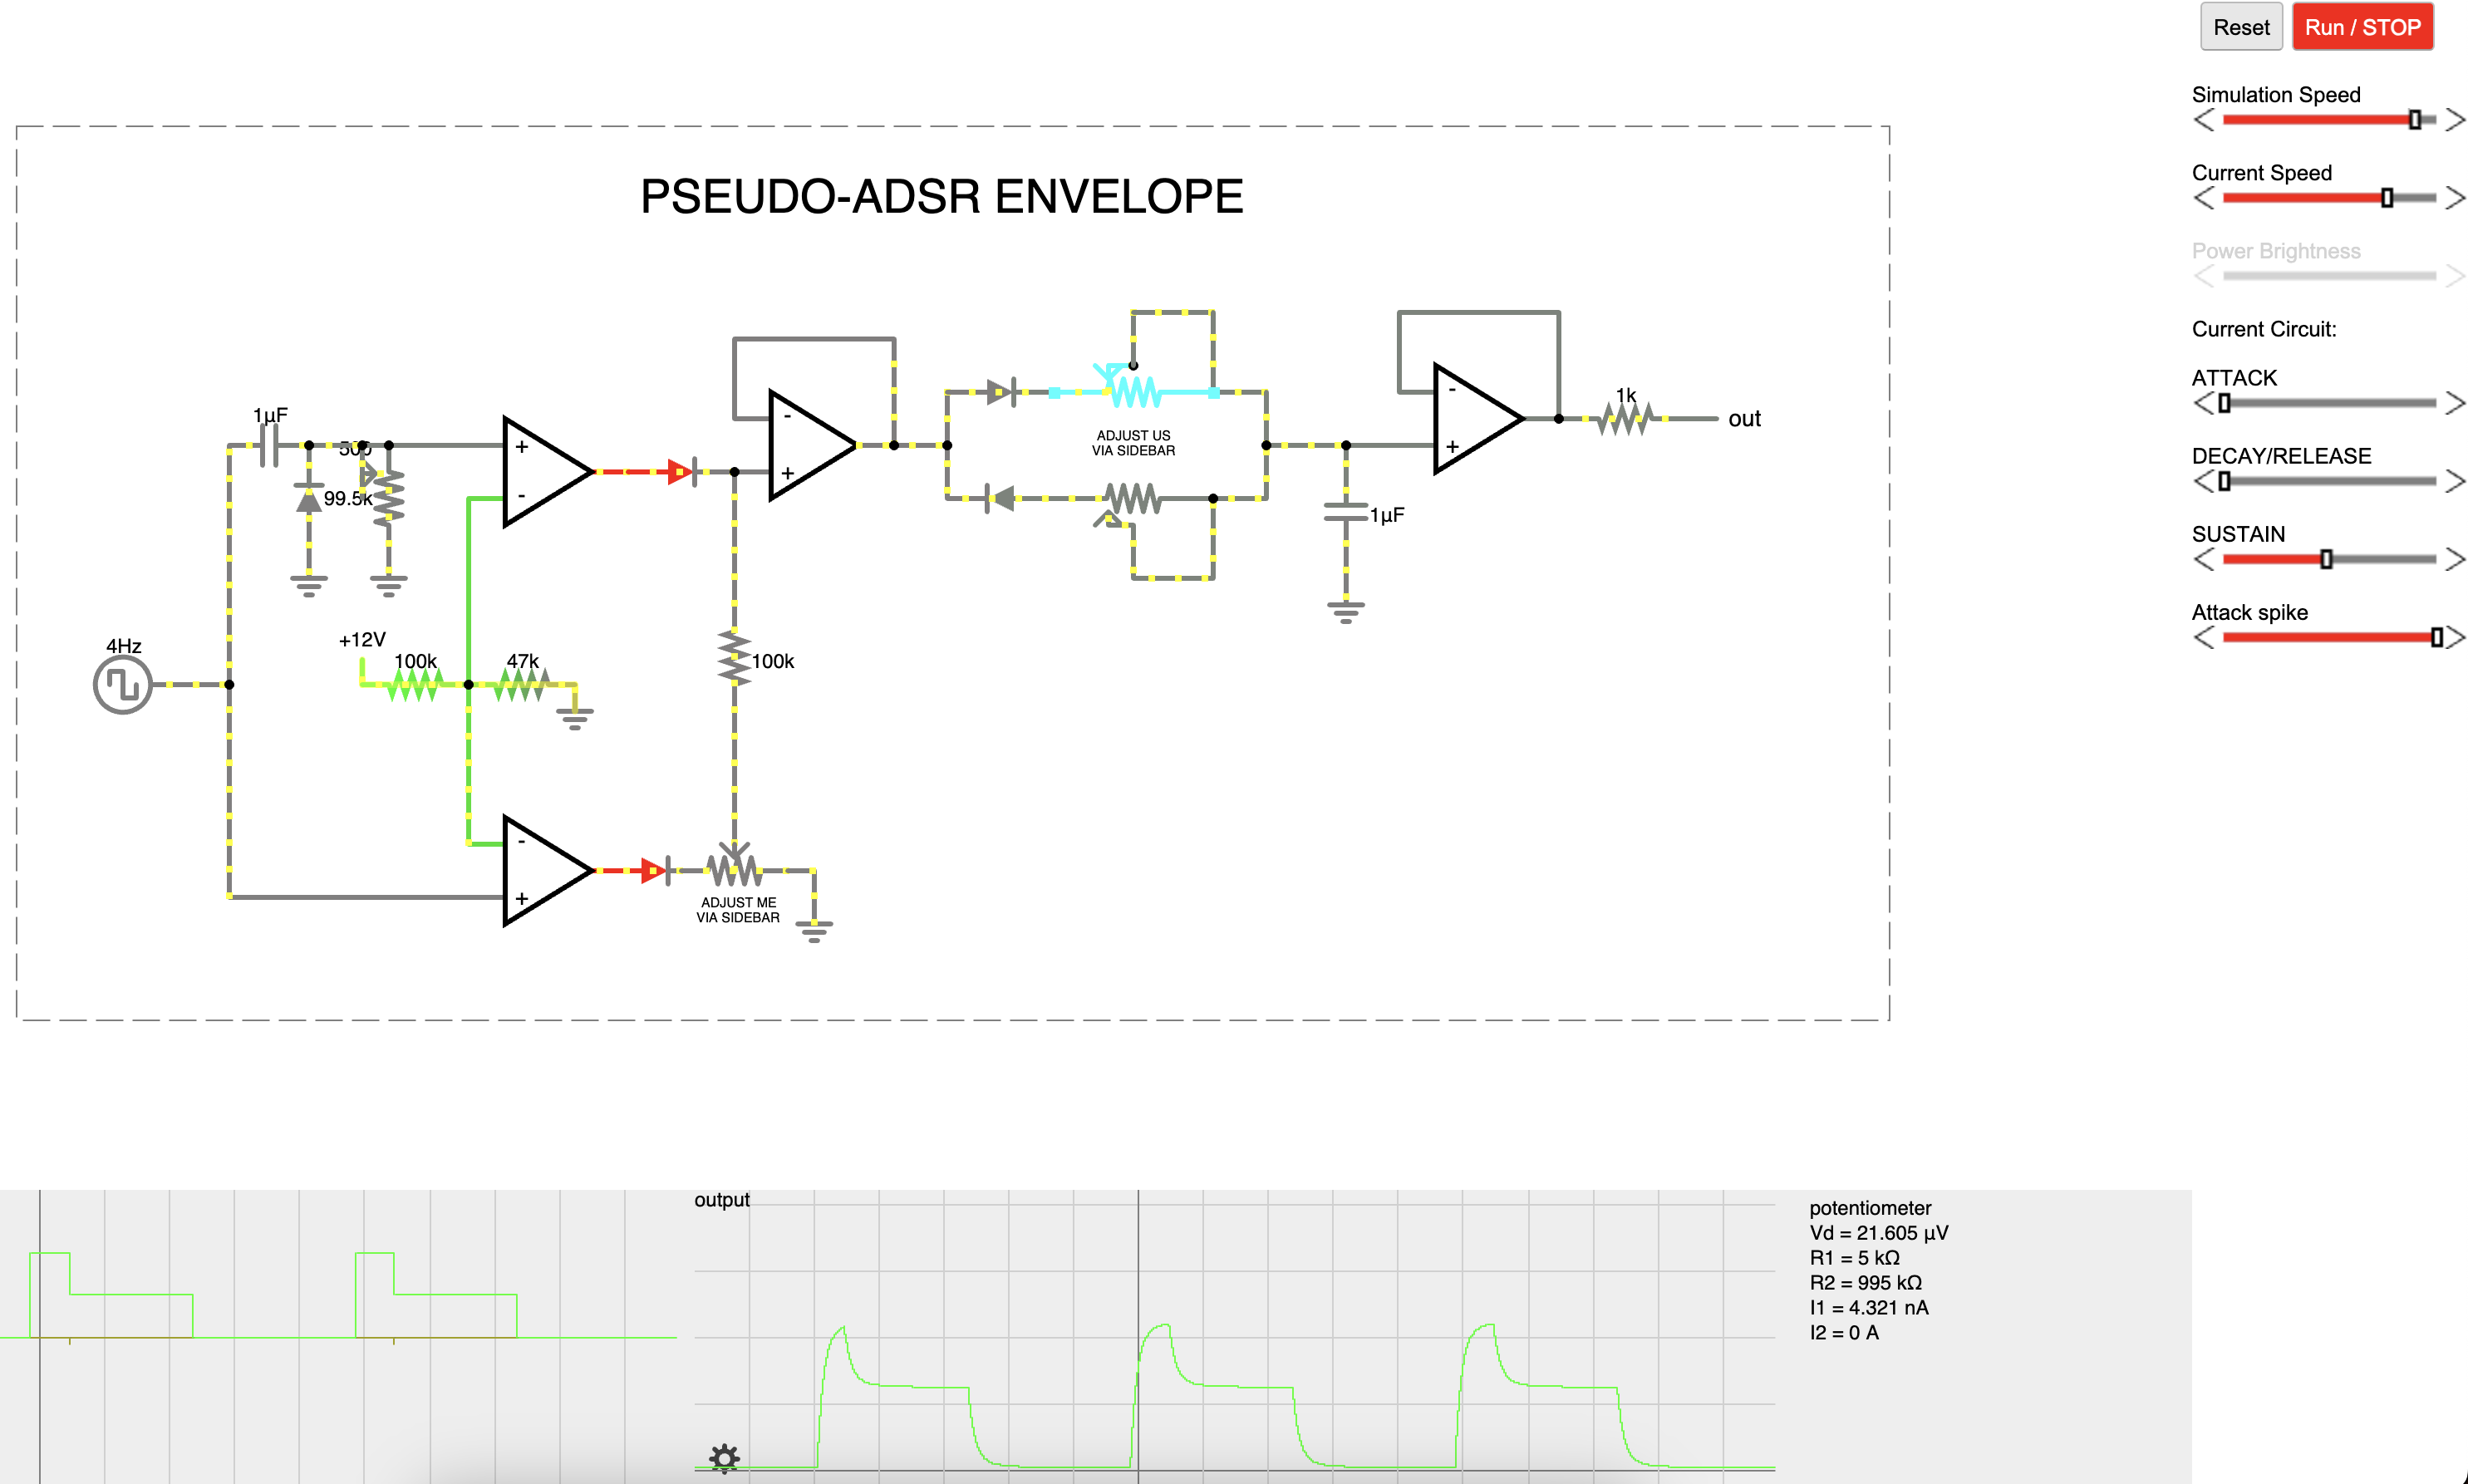 Reset
Run / STOP
Simulation Speed
Current Speed
Power Brightness
Current Circuit:
ATTACK
DECAY/RELEASE
SUSTAIN
Attack spike
PSEUDO-ADSR ENVELOPE
1µF
500
99.5k
+
-
4Hz
+12V
100k
47k
-
+
-
+
100k
ADJUST ME
VIA SIDEBAR
ADJUST US
VIA SIDEBAR
1µF
-
+
1k
out
output
potentiometer
Vd = 21.605 µV
R1 = 5 kΩ
R2 = 995 kΩ
I1 = 4.321 nA
I2 = 0 A